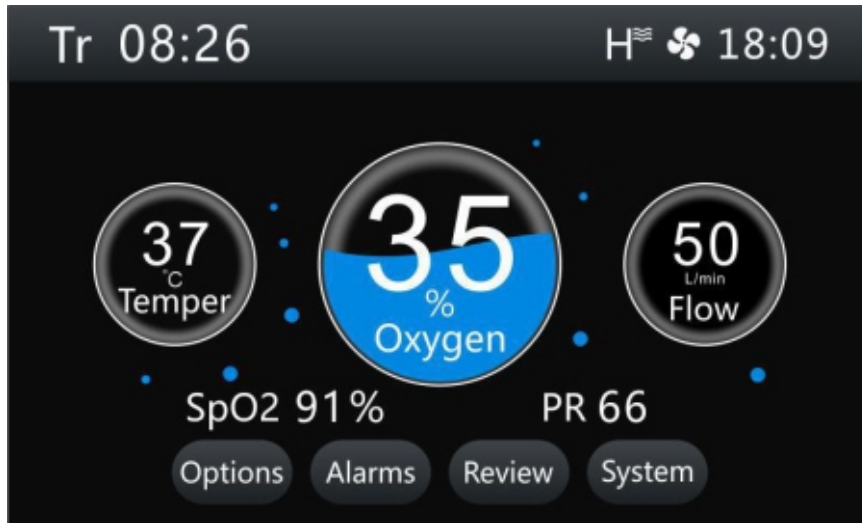 Tr 08:26 H 18:09
37
°C
Temper
35
%
Oxygen
50
L/min
Flow
SpO2 91% PR 66
Options Alarms Review System